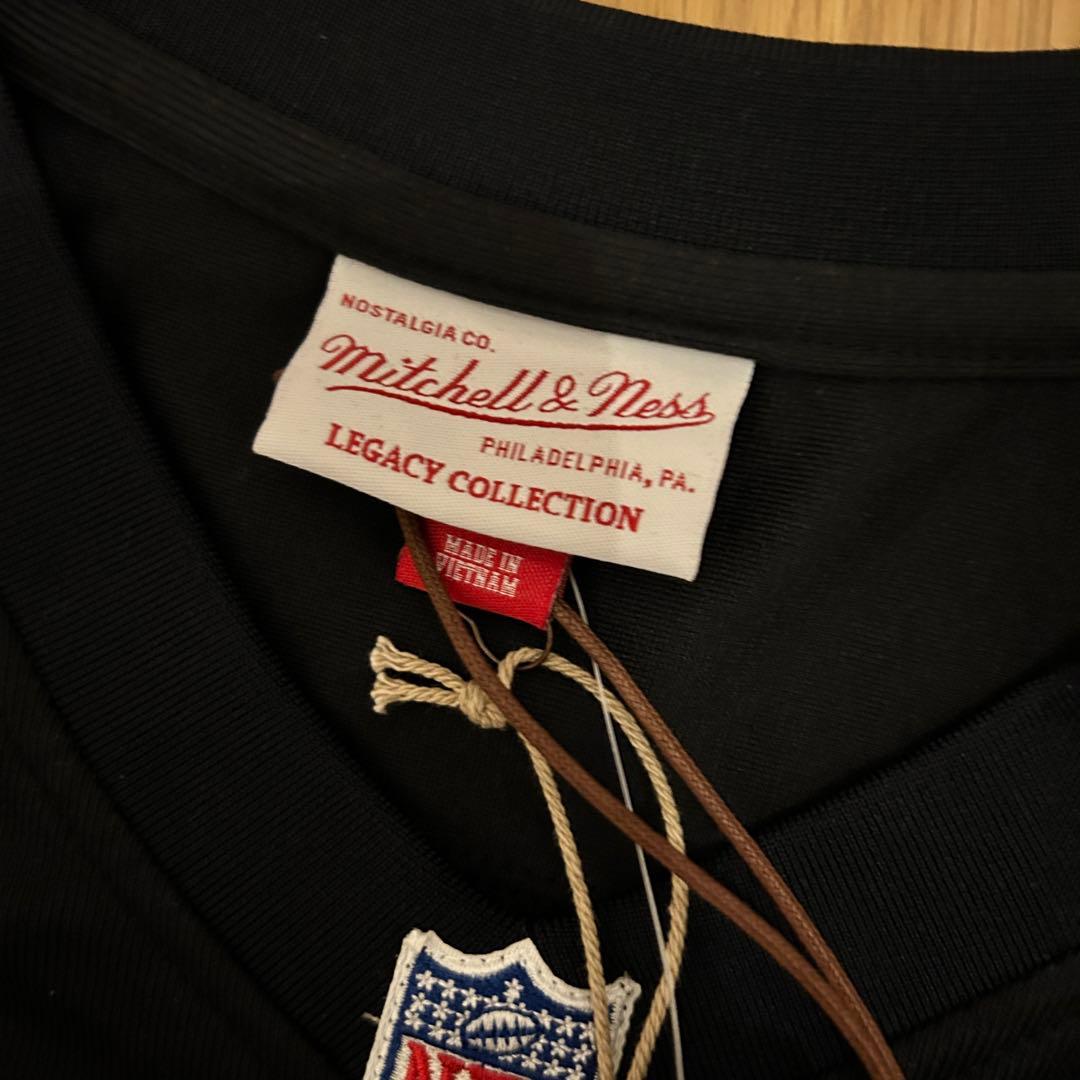 NOSTALGIA CO.
Mitchell & Ness
PHILADELPHIA, PA.
LEGACY COLLECTION
MADE IN
VIETNAM